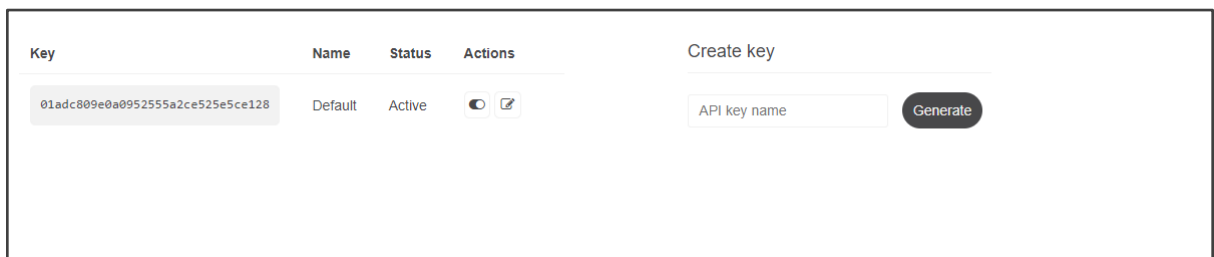 Key Name Status Actions
01adc809e0a0952555a2ce525e5ce128 Default Active
Create key
API key name Generate